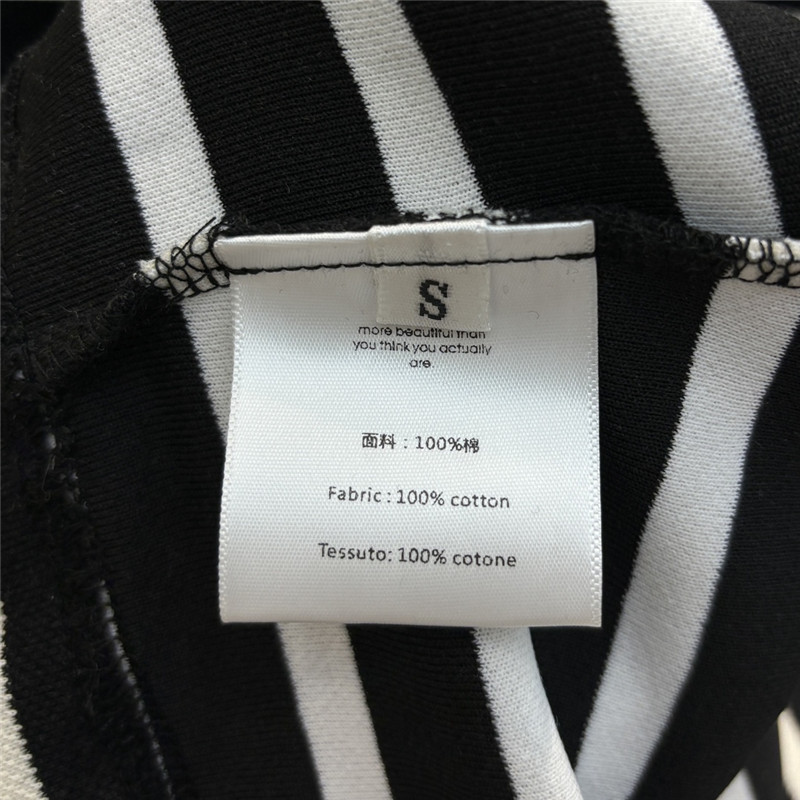 S
more beautiful than
you think you actually
are.
面料：100%棉
Fabric：100% cotton
Tessuto: 100% cotone